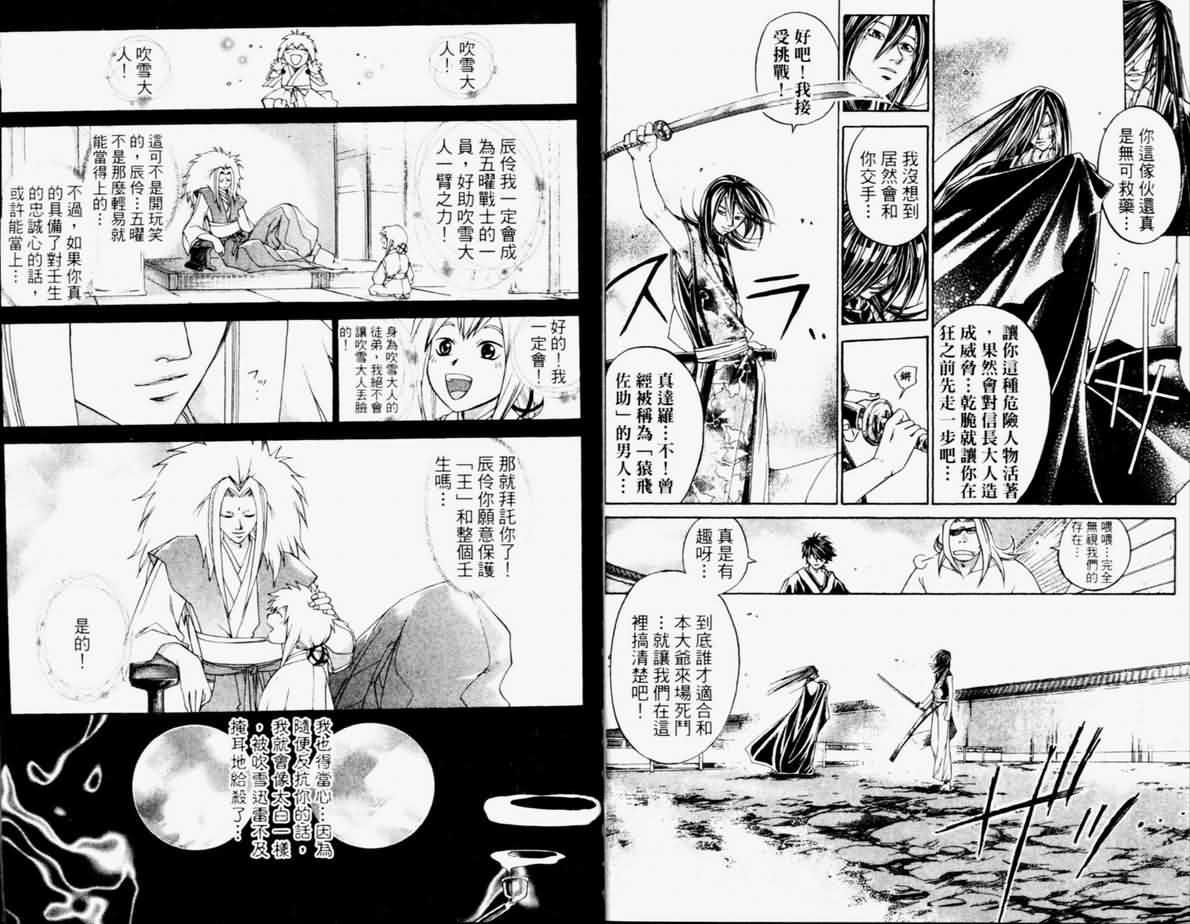 你這傢伙還真
是無可救藥…
讓你這種危險人物活著
，果然會對信長大人造
成威脅…乾脆就讓你在
狂之前先走一步吧…
我沒想到
居然會和
你交手…
鏘
好吧！我接
受挑戰！
スラ
真達羅…不！曾
經被稱為「猿飛
佐助」的男人…
喂喂…完全
無視我們的
存在…
真是有
趣呀…
到底誰才適合和
本大爺來場死鬥
…就讓我們在這
裡搞清楚吧！
吹雪大
人！
吹雪大
人！
辰伶我一定會成
為五曜戰士的一
員，好助吹雪大
人一臂之力！
這可不是開玩笑
的，辰伶…五曜
不是那麼輕易就
能當得上的…
不過，如果你真
的具備了對壬生
的忠誠心的話，
或許能當上…
好的！我
一定會！
身為吹雪大人的
徒弟，我絕不會
讓吹雪大人丟臉
的！
那就拜託你了！
辰伶你願意保護
「王」和整個壬
生嗎…
是的！
我也得當心…因為
隨便反抗你的話，
我就會像太白一樣
，被吹雪迅雷不及
掩耳地給殺了…